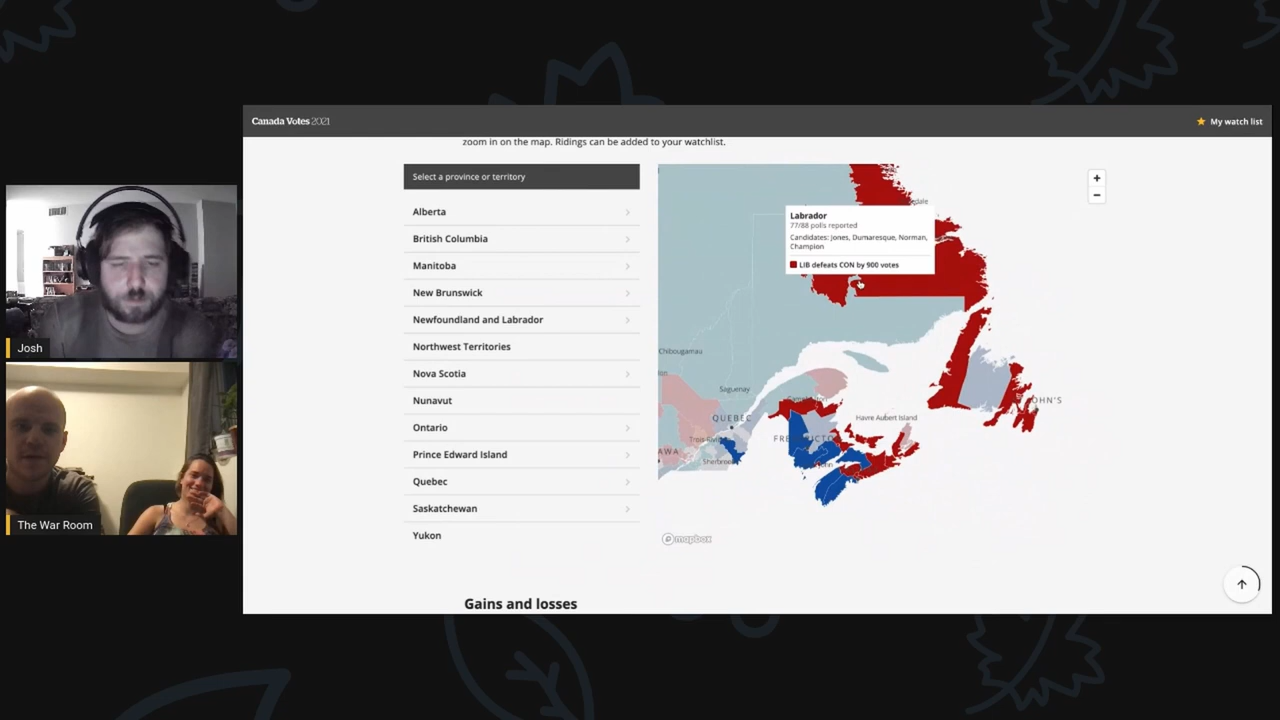 Canada Votes 2021
My watch list
zoom in on the map. Ridings can be added to your watchlist.
Select a province or territory
Alberta
British Columbia
Manitoba
New Brunswick
Newfoundland and Labrador
Northwest Territories
Nova Scotia
Nunavut
Ontario
Prince Edward Island
Quebec
Saskatchewan
Yukon
Labrador
77/88 polls reported
Candidates: Jones, Dumaresque, Norman,
Champion
LIB defeats CON by 900 votes
Chibougamau
Saguenay
QUEBEC
Havre Aubert Island
Sherbrooke
mapbox
Gains and losses
Josh
The War Room